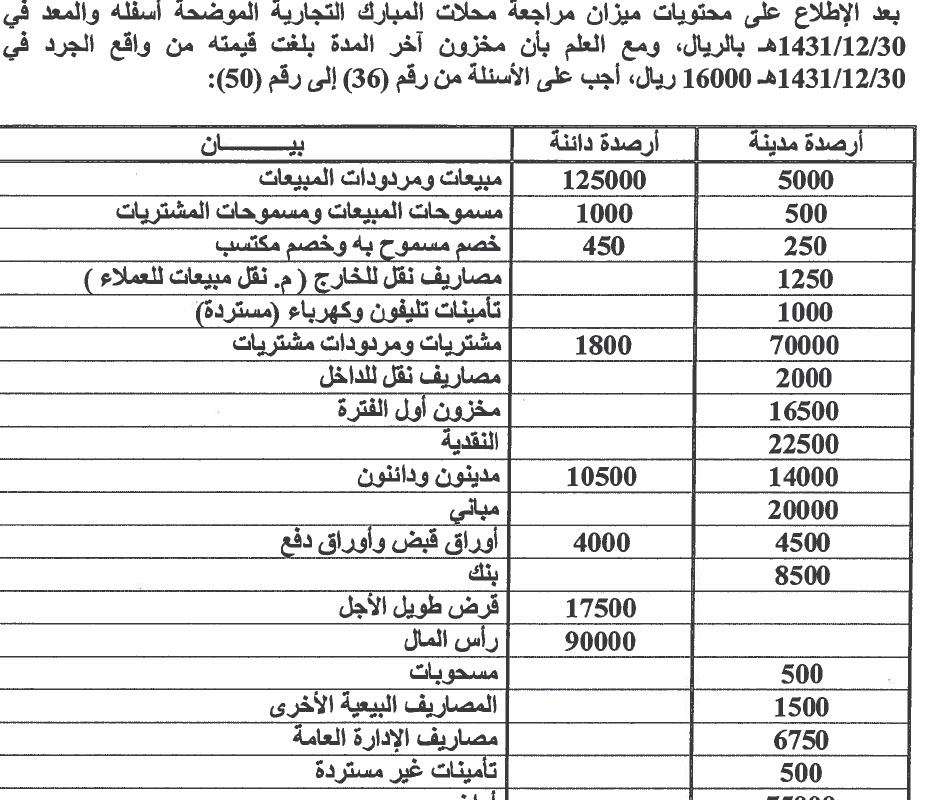 بعد الإطلاع على محتويات ميزان مراجعة محلات المبارك التجارية الموضحة أسفله والمعد في
1431/12/30هـ بالريال، ومع العلم بأن مخزون آخر المدة بلغت قيمته من واقع الجرد في
1431/12/30هـ 16000 ريال، أجب على الأسئلة من رقم (36) إلى رقم (50):
أرصدة مدينة أرصدة دائنة بيـــــــان
5000 125000 مبيعات ومردودات المبيعات
500 1000 مسموحات المبيعات ومسموحات المشتريات
250 450 خصم مسموح به وخصم مكتسب
1250 مصاريف نقل للخارج ( م. نقل مبيعات للعملاء )
1000 تأمينات تليفون وكهرباء (مستردة)
70000 1800 مشتريات ومردودات مشتريات
2000 مصاريف نقل للداخل
16500 مخزون أول الفترة
22500 النقدية
14000 10500 مدينون ودائنون
20000 مباني
4500 4000 أوراق قبض وأوراق دفع
8500 بنك
17500 قرض طويل الأجل
90000 رأس المال
500 مسحوبات
1500 المصاريف البيعية الأخرى
6750 مصاريف الإدارة العامة
500 تأمينات غير مستردة